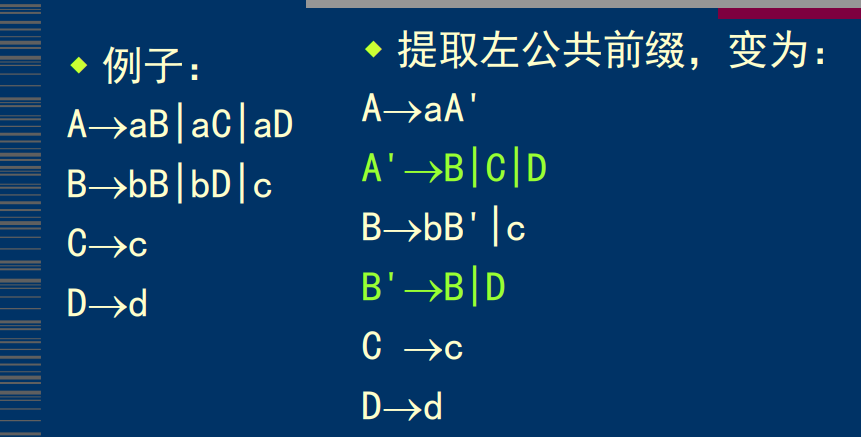 ◆ 例子：
A→aB|aC|aD
B→bB|bD|c
C→c
D→d
◆ 提取左公共前缀，变为：
A→aA'
A'→B|C|D
B→bB'|c
B'→B|D
C →c
D→d